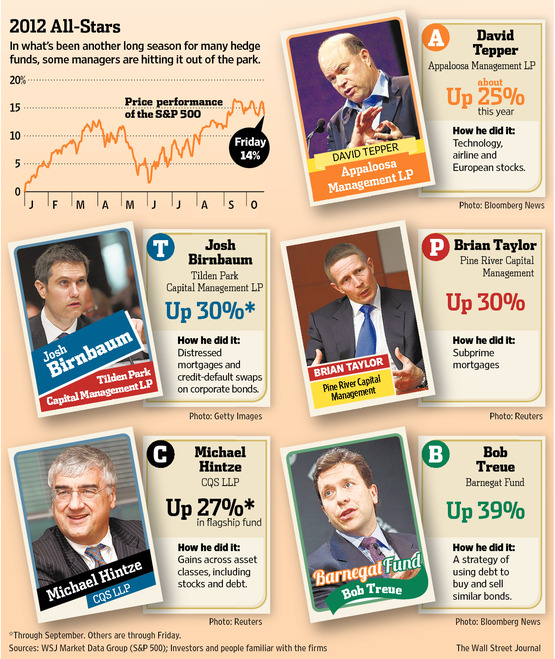 2012 All-Stars
In what's been another long season for many hedge
funds, some managers are hitting it out of the park.
20%
15
10
5
0
Price performance
of the S&P 500
Friday
14%
J F M A M J J A S O
DAVID TEPPER
Appaloosa
Management LP
A
David
Tepper
Appaloosa Management LP
about
Up 25%
this year
How he did it:
Technology,
airline and
European stocks.
Photo: Bloomberg News
Josh
Birnbaum
Tilden Park
Capital Management LP
T
Josh
Birnbaum
Tilden Park
Capital Management LP
Up 30%*
How he did it:
Distressed
mortgages and
credit-default swaps
on corporate bonds.
Photo: Getty Images
BRIAN TAYLOR
Pine River Capital
Management
P
Brian Taylor
Pine River Capital
Management
Up 30%
How he did it:
Subprime
mortgages
Photo: Reuters
Michael Hintze
CQS LLP
C
Michael
Hintze
CQS LLP
Up 27%*
in flagship fund
How he did it:
Gains across asset
classes, including
stocks and debt.
Photo: Reuters
Barnegat Fund
Bob Treue
B
Bob
Treue
Barnegat Fund
Up 39%
How he did it:
A strategy of
using debt to
buy and sell
similar bonds.
Photo: Bloomberg News
*Through September. Others are through Friday.
Sources: WSJ Market Data Group (S&P 500); Investors and people familiar with the firms
The Wall Street Journal